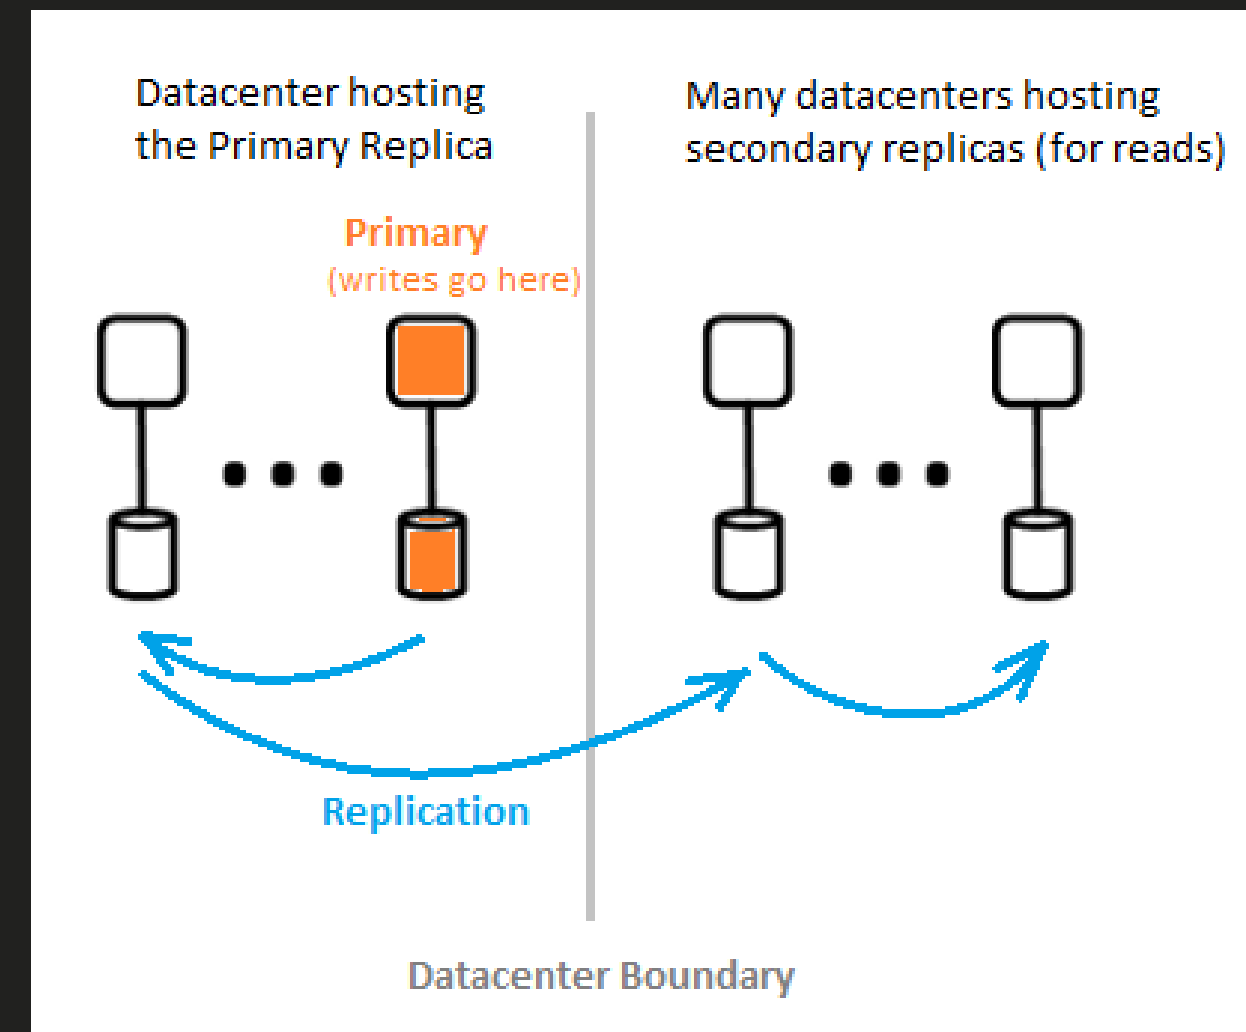 Datacenter hosting
the Primary Replica
Many datacenters hosting
secondary replicas (for reads)
Primary
(writes go here)
Replication
Datacenter Boundary